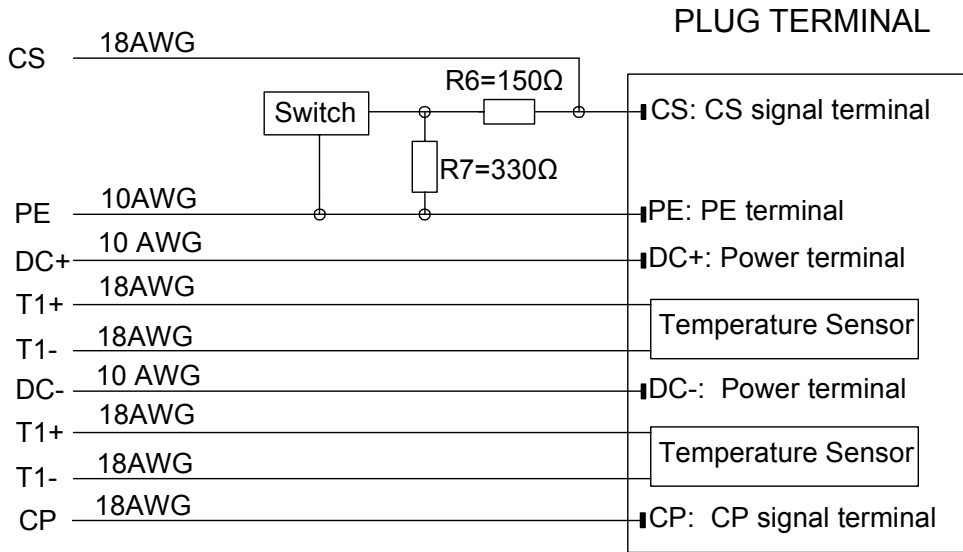 PLUG TERMINAL
CS 18AWG
R6=150Ω
Switch
CS: CS signal terminal
R7=330Ω
PE 10AWG
PE: PE terminal
DC+ 10 AWG
DC+: Power terminal
T1+ 18AWG
Temperature Sensor
T1- 18AWG
DC- 10 AWG
DC-: Power terminal
T1+ 18AWG
Temperature Sensor
T1- 18AWG
CP 18AWG
CP: CP signal terminal